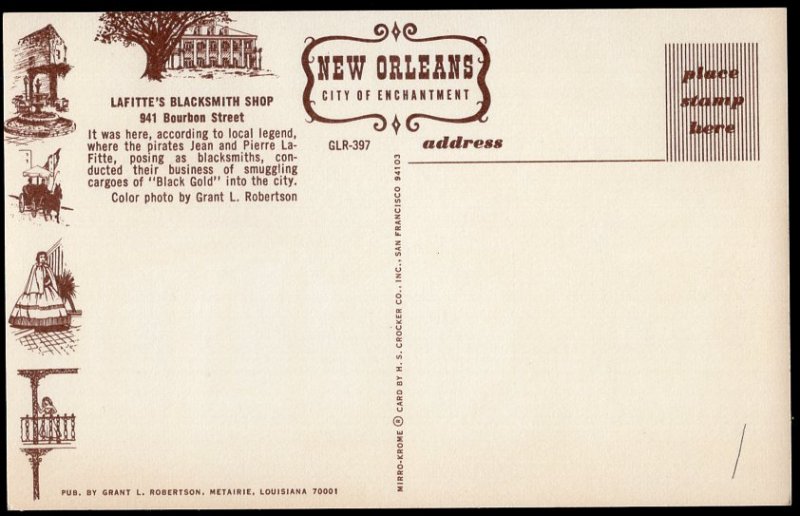 LAFITTE'S BLACKSMITH SHOP
941 Bourbon Street
It was here, according to local legend,
where the pirates Jean and Pierre La-
Fitte, posing as blacksmiths, con-
ducted their business of smuggling
cargoes of "Black Gold" into the city.
Color photo by Grant L. Robertson
NEW ORLEANS
CITY OF ENCHANTMENT
GLR-397
address
place
stamp
here
MIRRO-KROME ® CARD BY H. S. CROCKER CO., INC., SAN FRANCISCO 94103
PUB. BY GRANT L. ROBERTSON, METAIRIE, LOUISIANA 70001